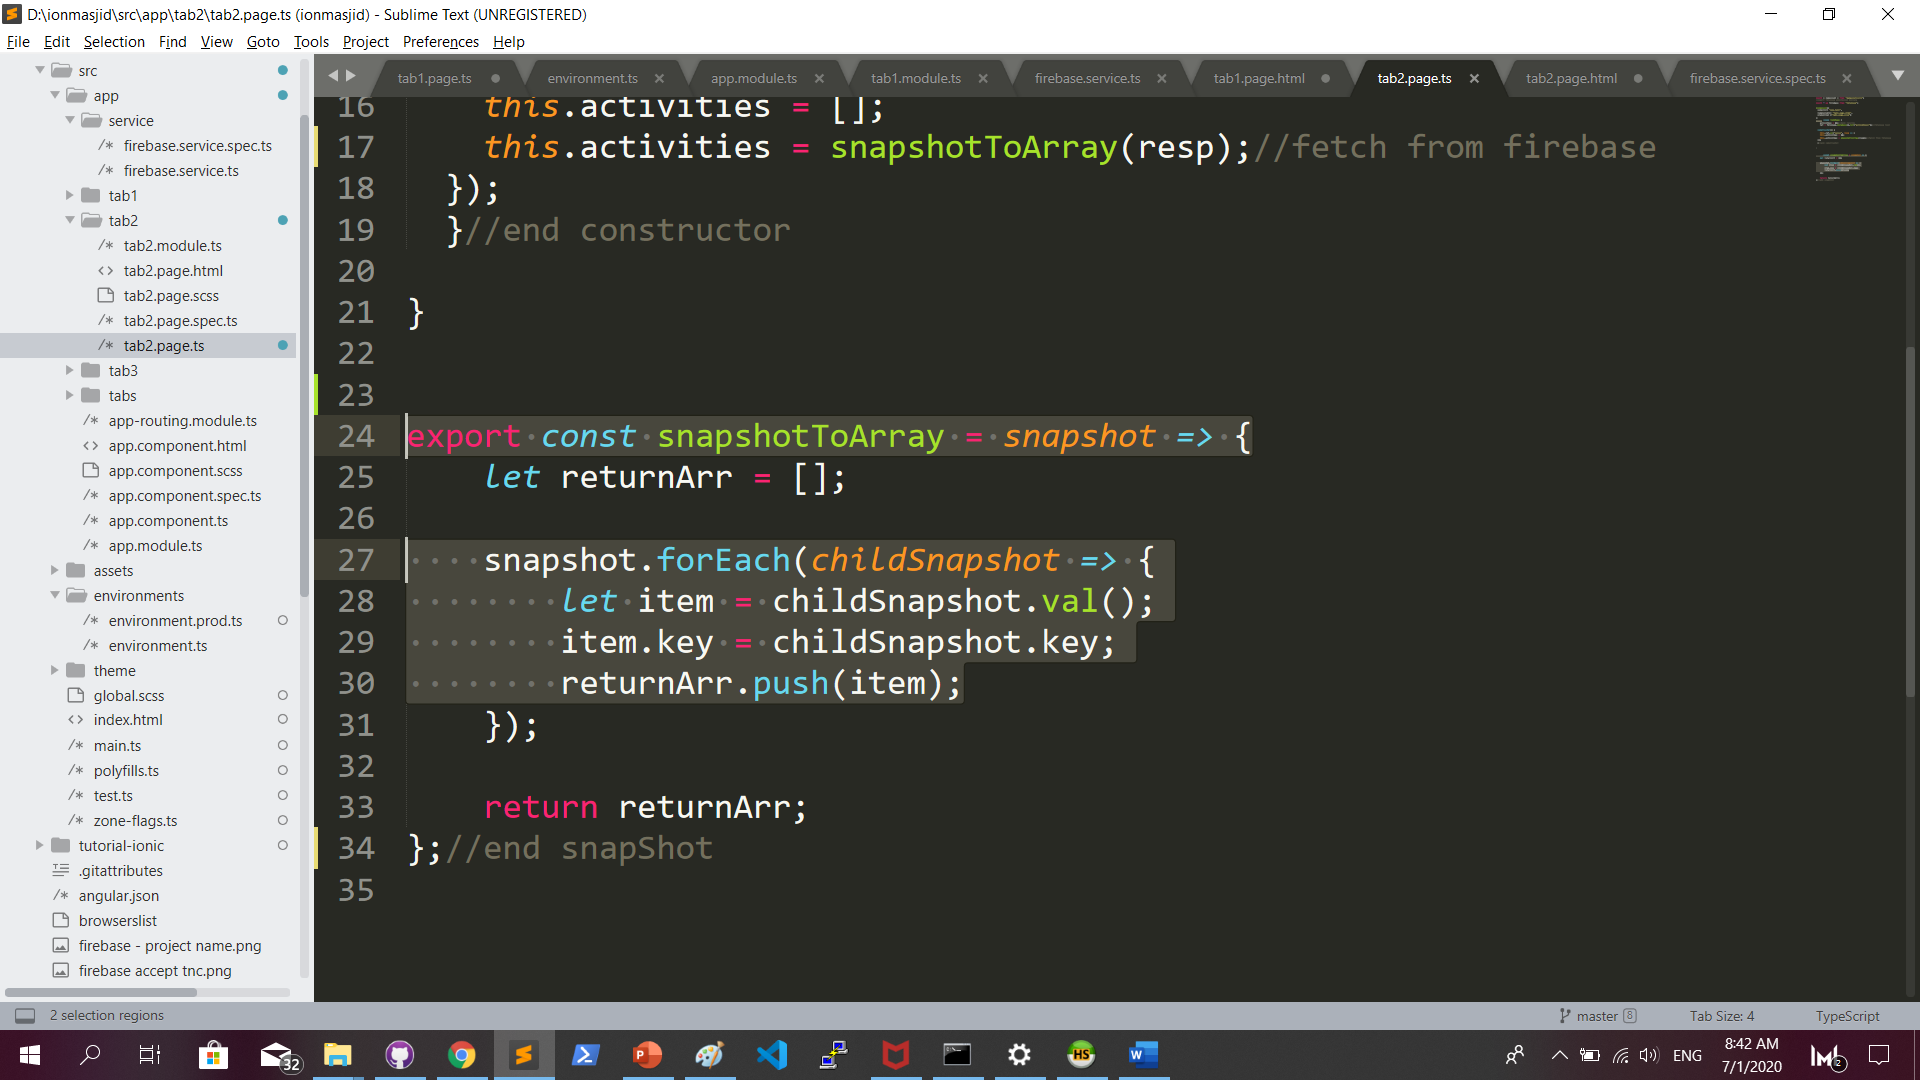 D:\ionmasjid\src\app\tab2\tab2.page.ts (ionmasjid) - Sublime Text (UNREGISTERED)
File Edit Selection Find View Goto Tools Project Preferences Help
src
app
service
/* firebase.service.spec.ts
/* firebase.service.ts
tab1
tab2
/* tab2.module.ts
<> tab2.page.html
tab2.page.scss
/* tab2.page.spec.ts
/* tab2.page.ts
tab3
tabs
/* app-routing.module.ts
<> app.component.html
app.component.scss
/* app.component.spec.ts
/* app.component.ts
/* app.module.ts
assets
environments
/* environment.prod.ts
/* environment.ts
theme
global.scss
<> index.html
/* main.ts
/* polyfills.ts
/* test.ts
/* zone-flags.ts
tutorial-ionic
.gitattributes
/* angular.json
browserslist
firebase - project name.png
firebase accept tnc.png
tab1.page.ts environment.ts app.module.ts tab1.module.ts firebase.service.ts tab1.page.html tab2.page.ts tab2.page.html firebase.service.spec.ts
16 this.activities = [];
17 this.activities = snapshotToArray(resp);//fetch from firebase
18 });
19 }//end constructor
20
21 }
22
23
24 export const snapshotToArray = snapshot => {
25 let returnArr = [];
26
27 snapshot.forEach(childSnapshot => {
28 let item = childSnapshot.val();
29 item.key = childSnapshot.key;
30 returnArr.push(item);
31 });
32
33 return returnArr;
34 };//end snapShot
35
2 selection regions
master 8 Tab Size: 4 TypeScript
32
P
HS
W
ENG
8:42 AM
7/1/2020
2